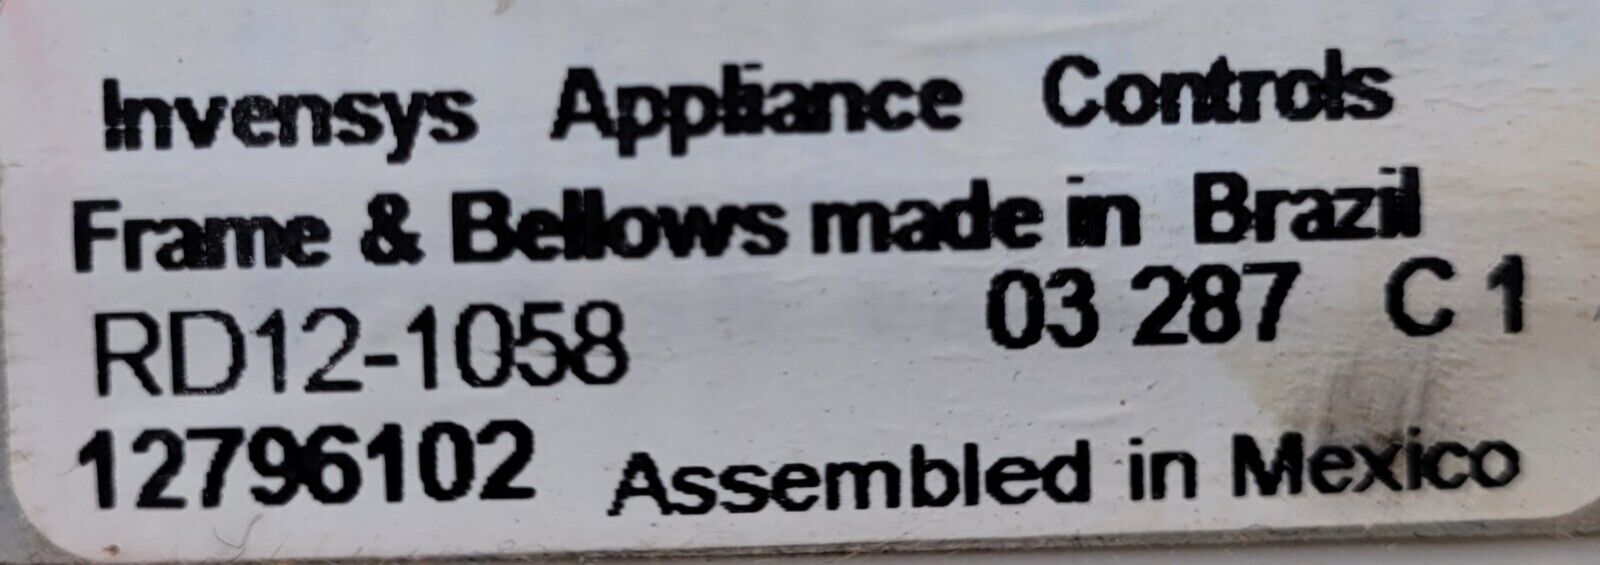 Invensys Appliance Controls
Frame & Bellows made in Brazil
RD12-1058 03 287 C 1
12796102 Assembled in Mexico